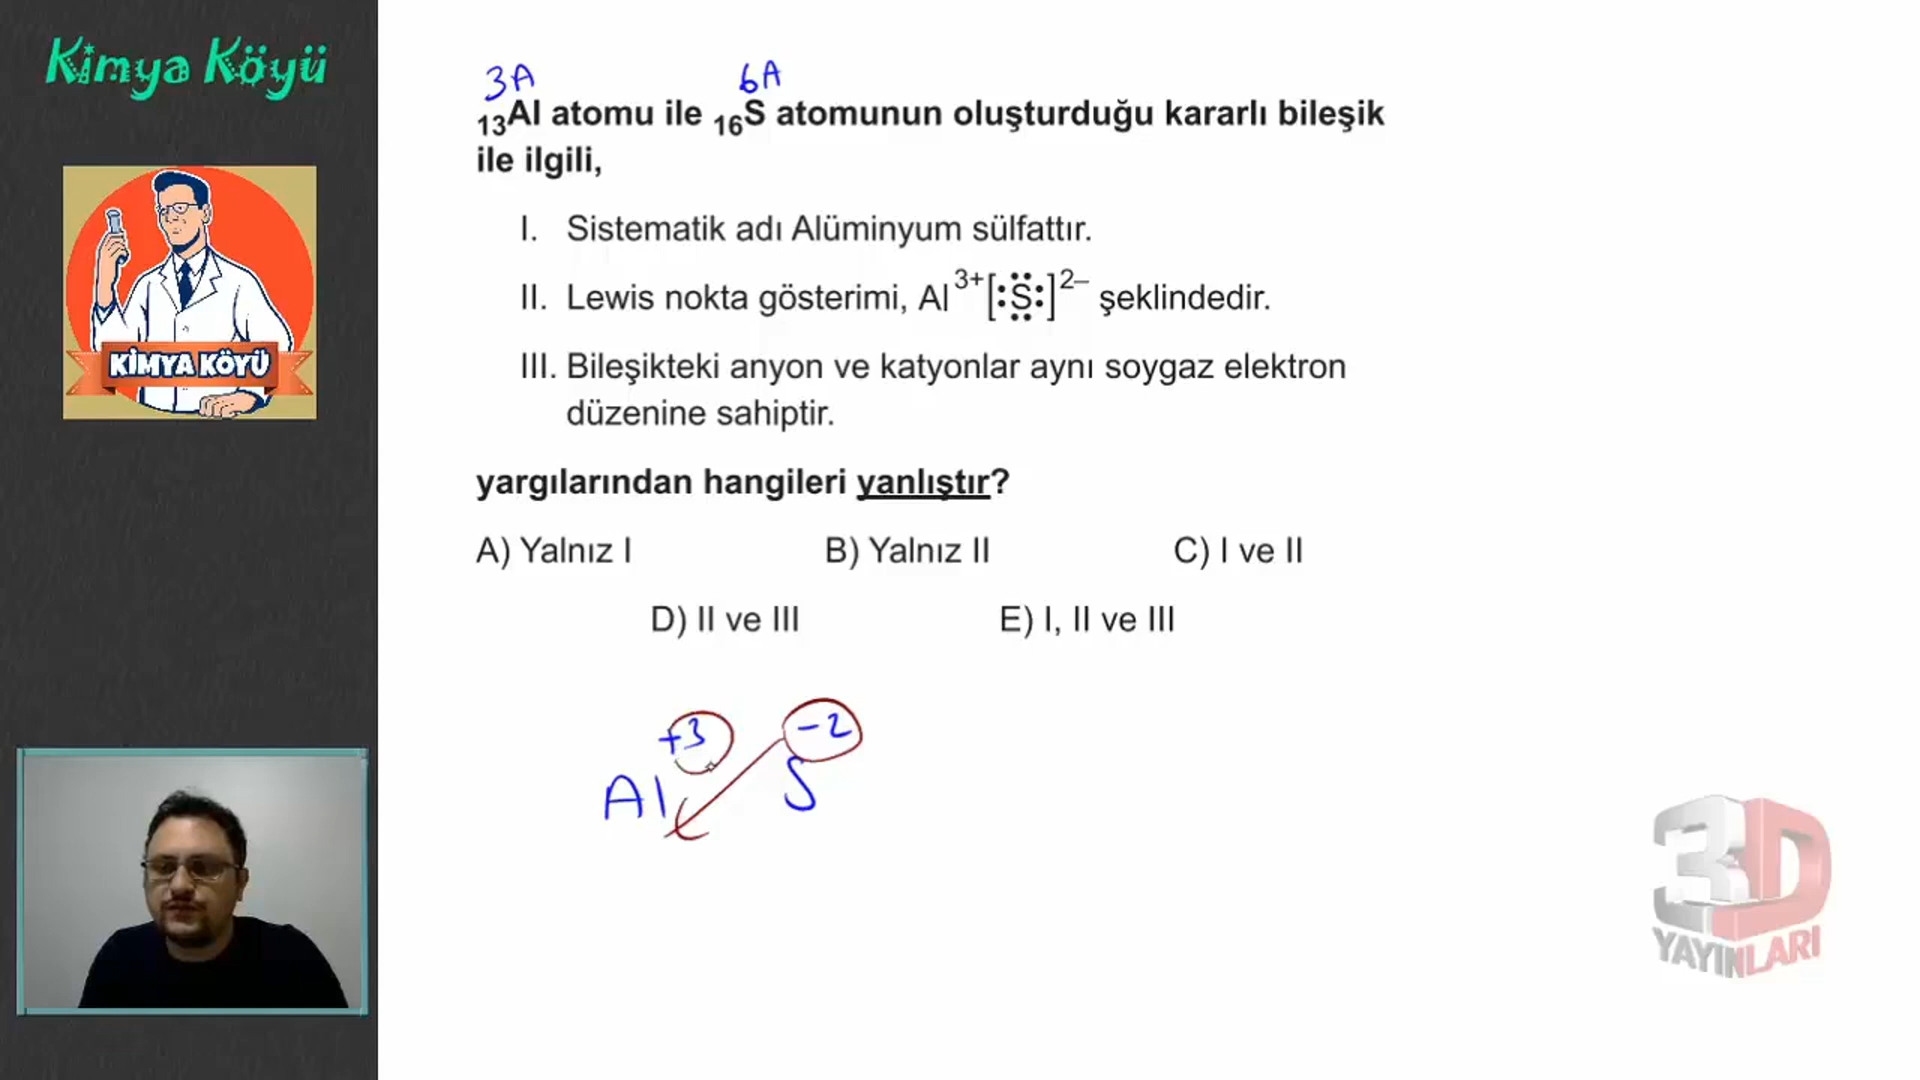 Kimya Köyü
KİMYA KÖYÜ
3A 6A
13Al atomu ile 16S atomunun oluşturduğu kararlı bileşik
ile ilgili,
I. Sistematik adı Alüminyum sülfattır.
II. Lewis nokta gösterimi, Al3+[:S:]2– şeklindedir.
III. Bileşikteki anyon ve katyonlar aynı soygaz elektron
düzenine sahiptir.
yargılarından hangileri yanlıştır?
A) Yalnız I B) Yalnız II C) I ve II
D) II ve III E) I, II ve III
+3 -2
Al S
3D
YAYINLARI